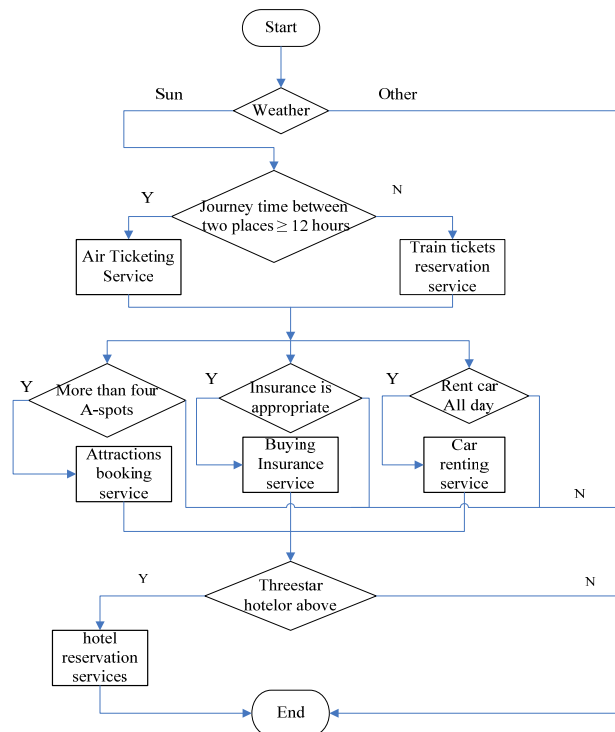 Start
Sun
Weather
Other
Y
Journey time between
two places ≥ 12 hours
N
Air Ticketing
Service
Train tickets
reservation
service
Y
More than four
A-spots
Y
Insurance is
appropriate
Y
Rent car
All day
Attractions
booking
service
Buying
Insurance
service
Car
renting
service
N
Y
Threestar
hotelor above
N
hotel
reservation
services
End